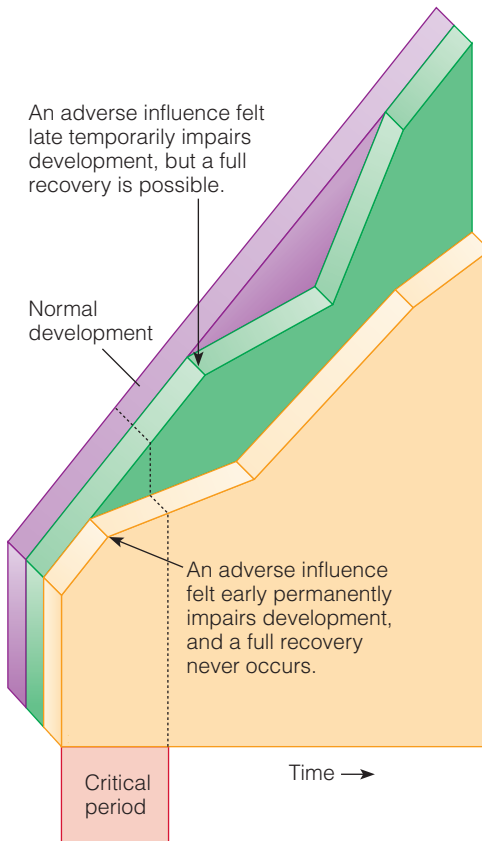 An adverse influence felt
late temporarily impairs
development, but a full
recovery is possible.
Normal
development
An adverse influence
felt early permanently
impairs development,
and a full recovery
never occurs.
Critical
period
Time